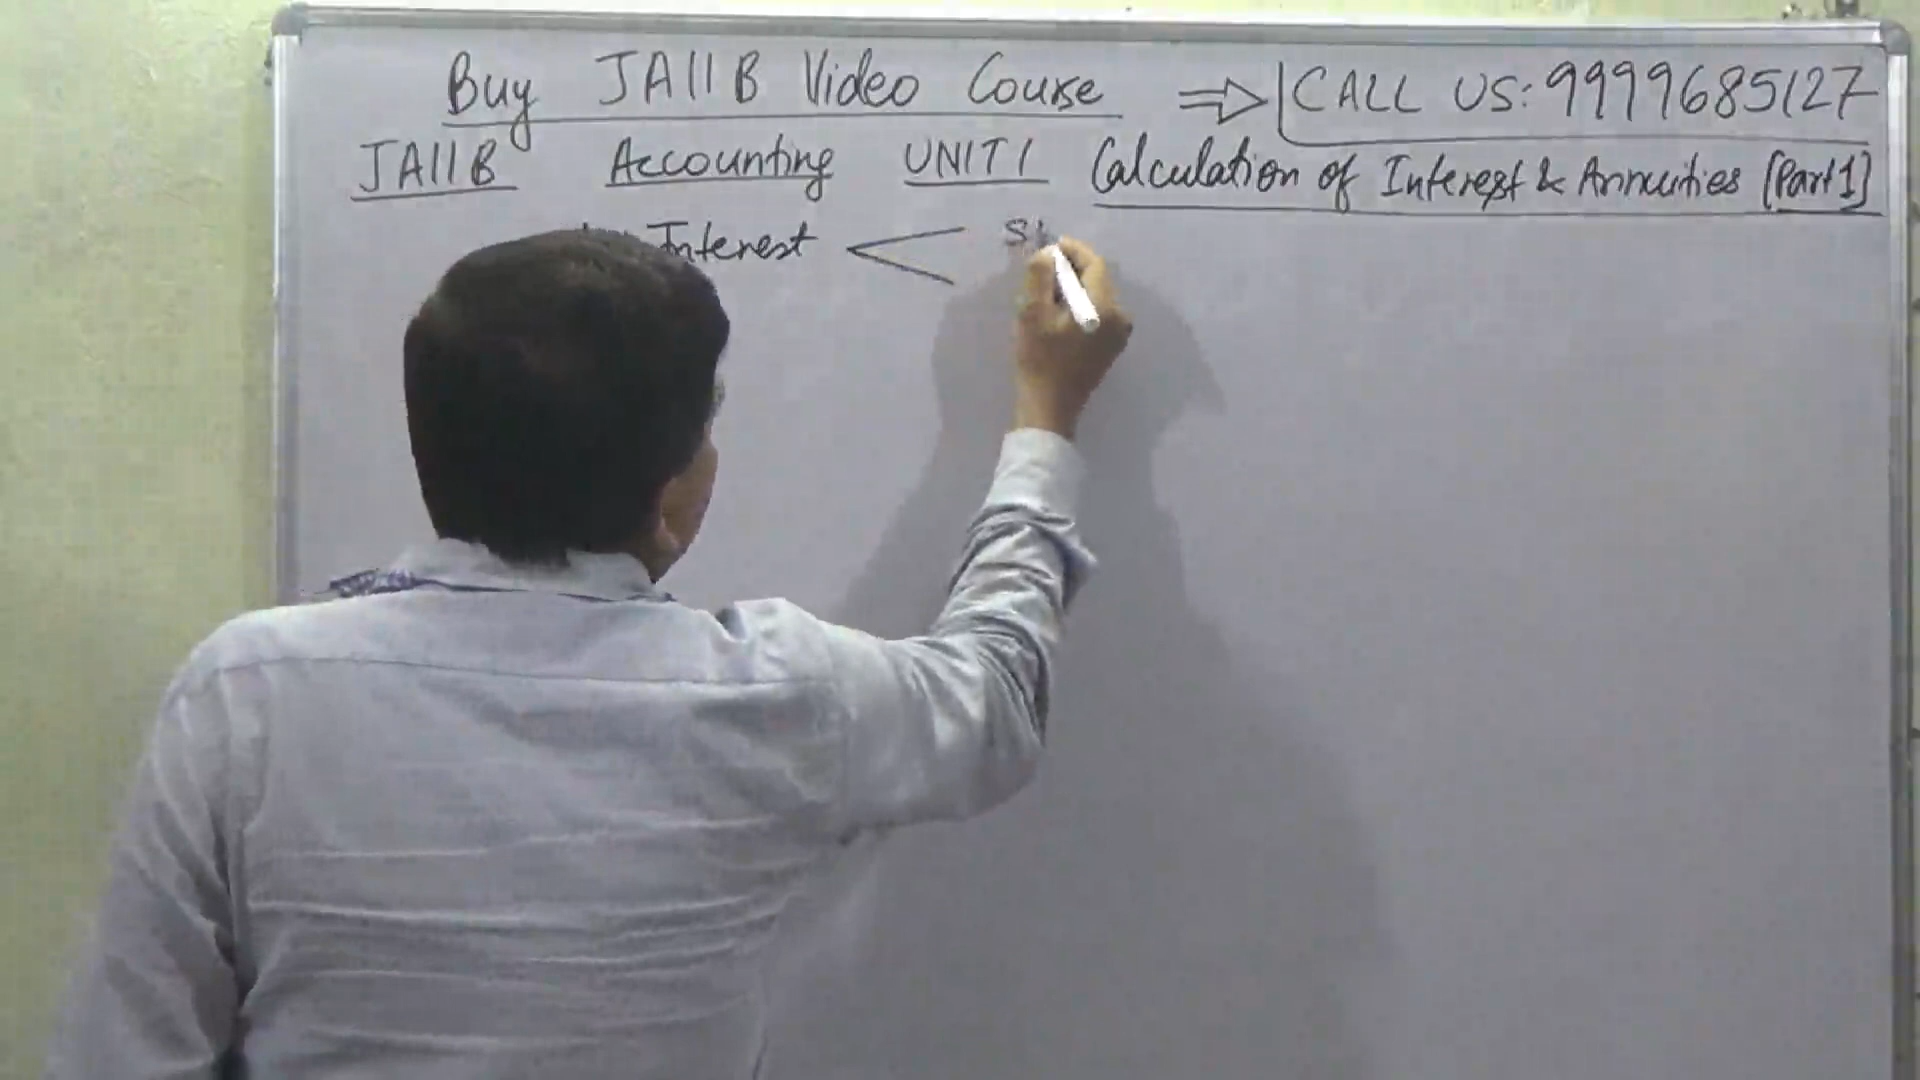 Buy JAIIB Video Course ⇒ CALL US: 9999685127
JAIIB Accounting UNIT 1 Calculation of Interest & Annuities [Part 1]
Interest